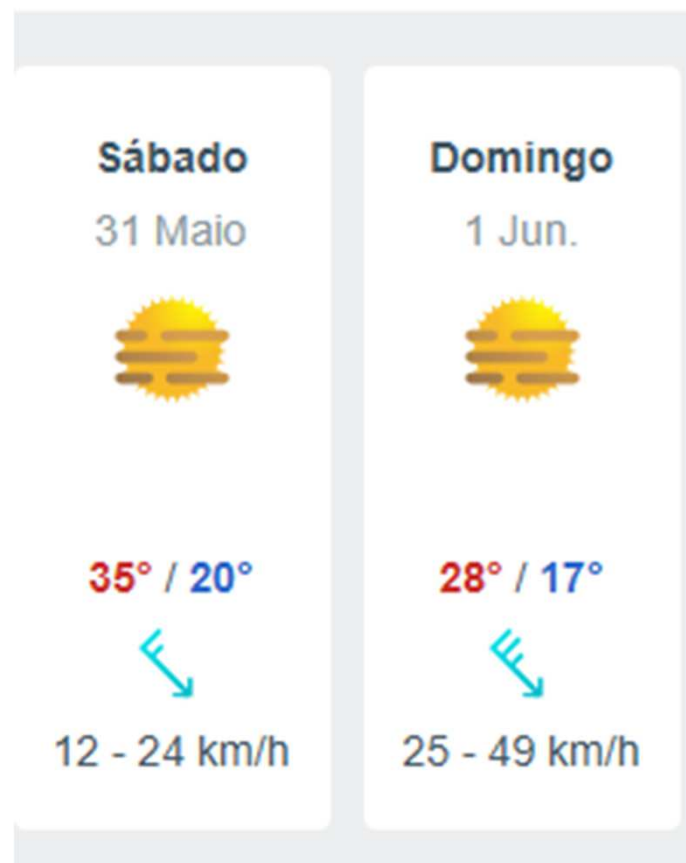 Sábado
31 Maio
35° / 20°
12 - 24 km/h
Domingo
1 Jun.
28° / 17°
25 - 49 km/h